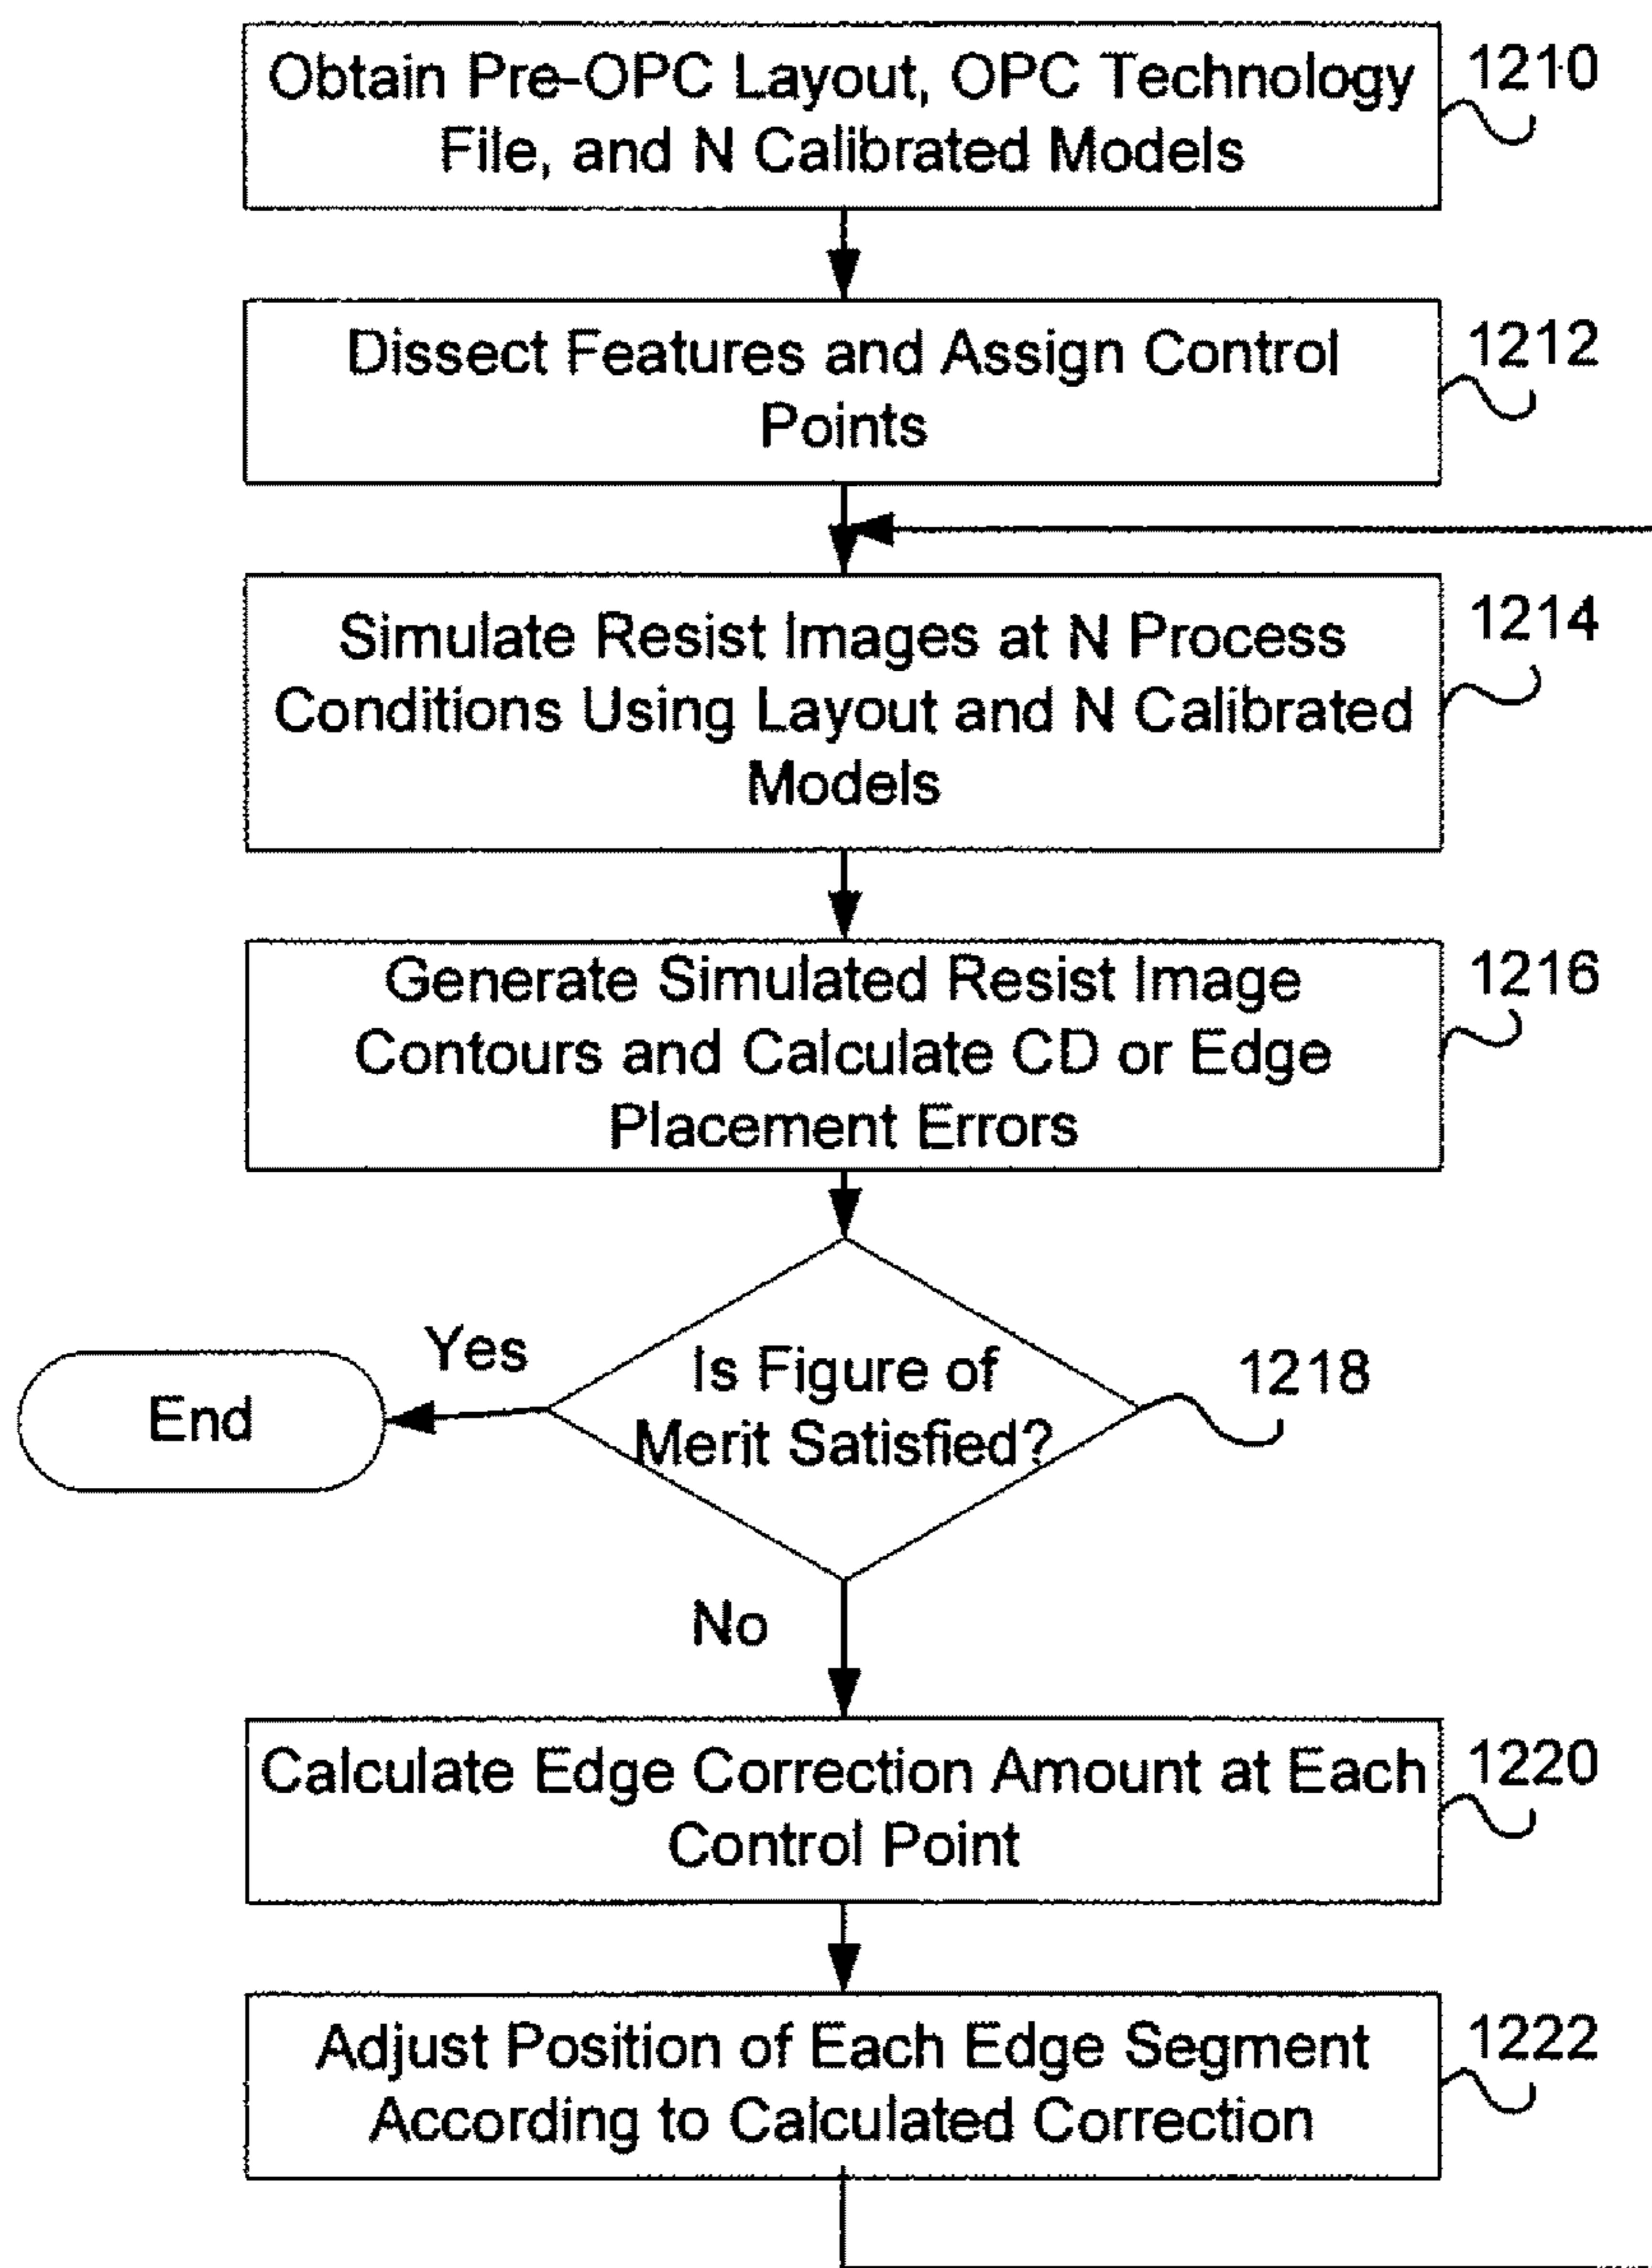 Obtain Pre-OPC Layout, OPC Technology
File, and N Calibrated Models
1210
Dissect Features and Assign Control
Points
1212
Simulate Resist Images at N Process
Conditions Using Layout and N Calibrated
Models
1214
Generate Simulated Resist Image
Contours and Calculate CD or Edge
Placement Errors
1216
Is Figure of
Merit Satisfied?
1218
Yes
End
No
Calculate Edge Correction Amount at Each
Control Point
1220
Adjust Position of Each Edge Segment
According to Calculated Correction
1222